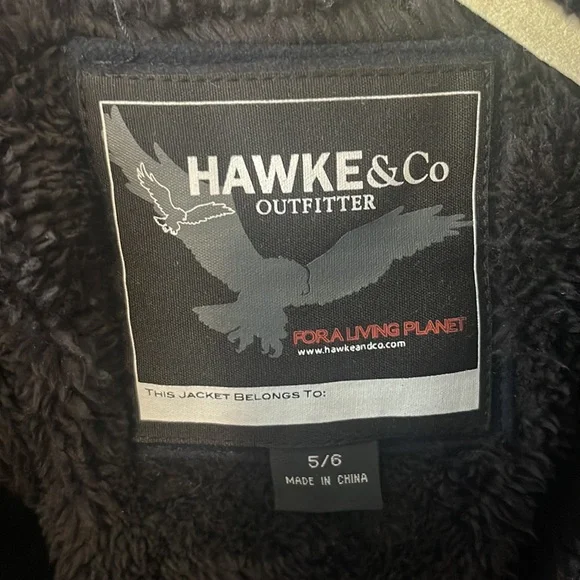 HAWKE&Co
OUTFITTER
FOR A LIVING PLANET
www.hawkeandco.com
THIS JACKET BELONGS TO:
5/6
MADE IN CHINA